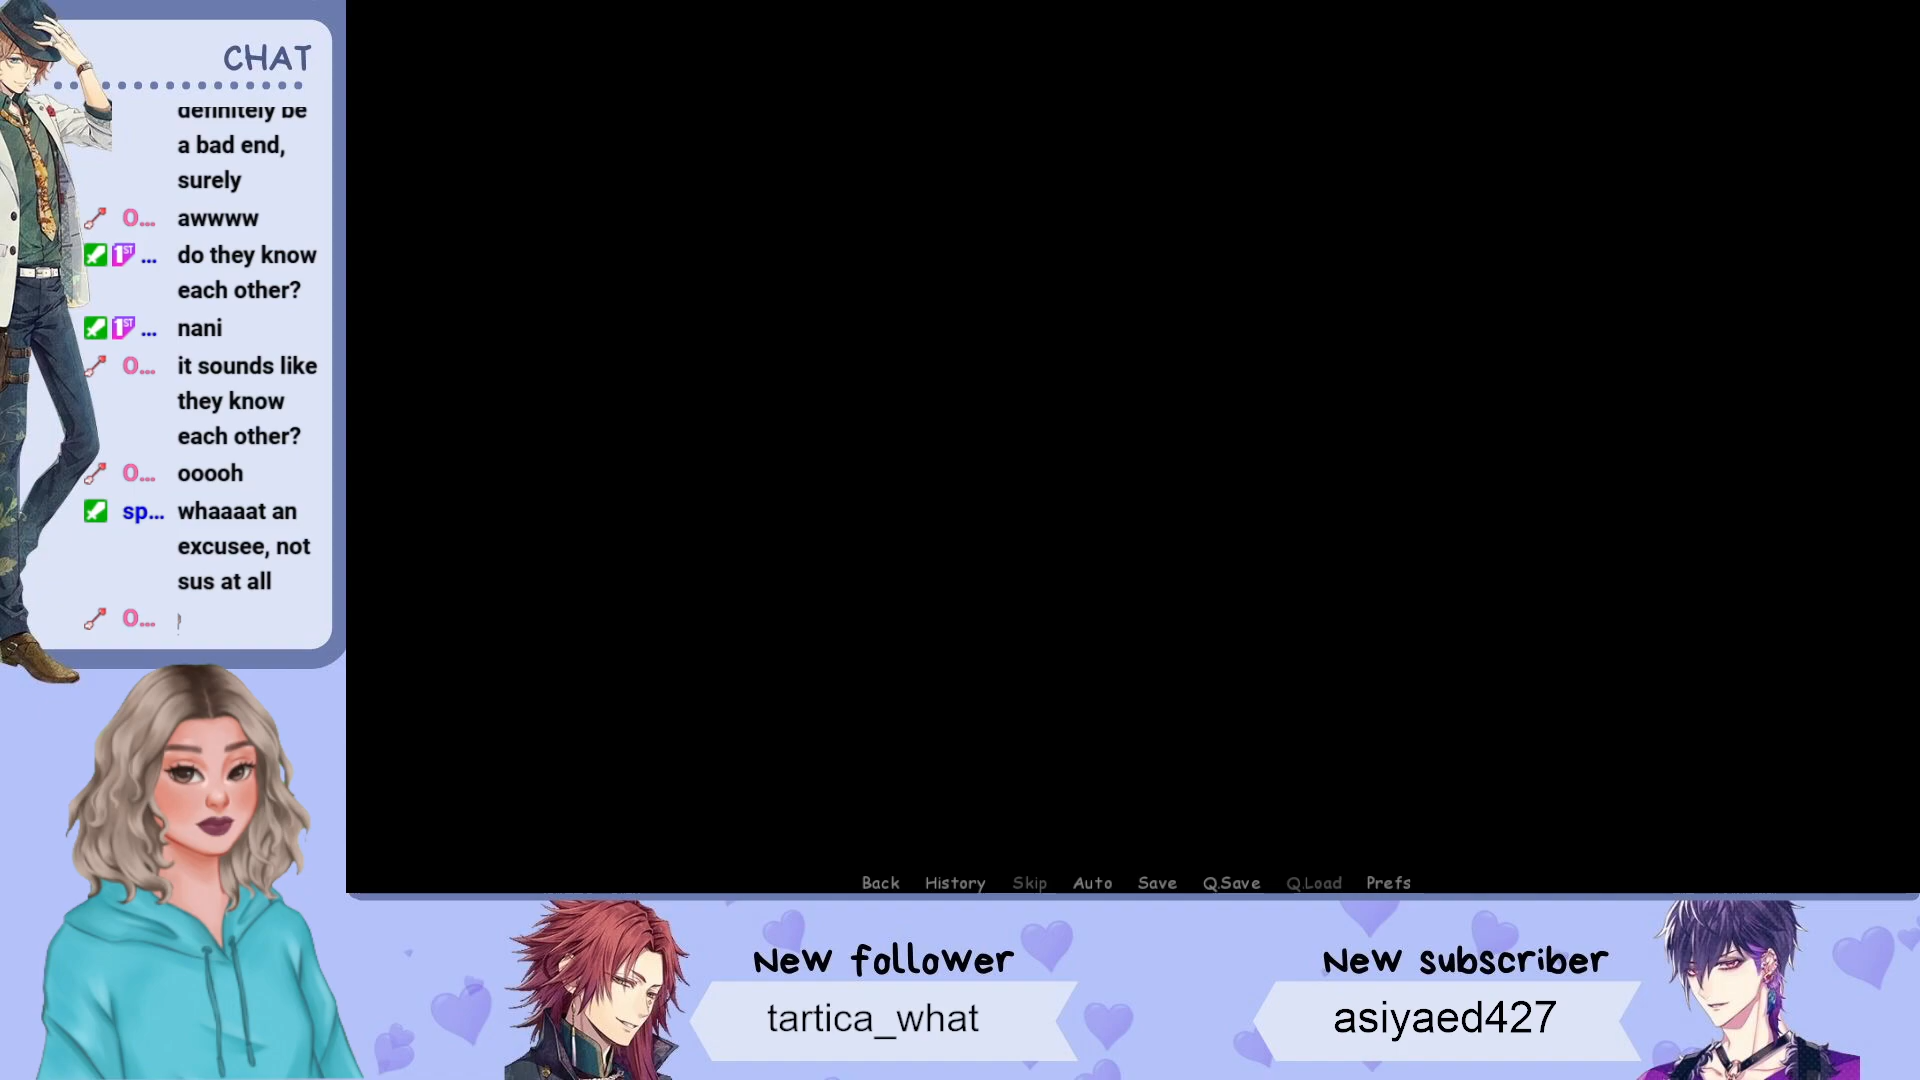 CHAT
definitely be
a bad end,
surely
O... awwww
... do they know
each other?
... nani
O... it sounds like
they know
each other?
O... ooooh
sp... whaaaat an
excusee, not
sus at all
O...
Back History Skip Auto Save Q.Save Q.Load Prefs
New follower
tartica_what
New subscriber
asiyaed427